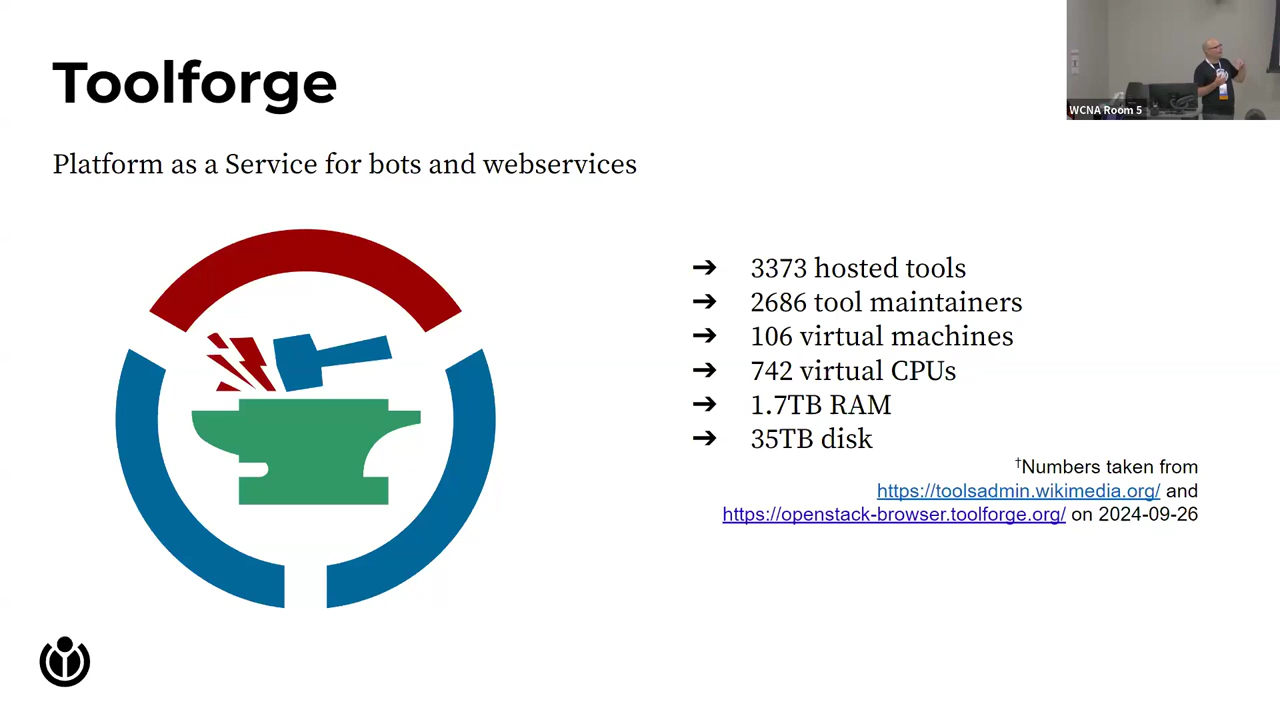 Toolforge
WCNA Room 5
Platform as a Service for bots and webservices
➔ 3373 hosted tools
➔ 2686 tool maintainers
➔ 106 virtual machines
➔ 742 virtual CPUs
➔ 1.7TB RAM
➔ 35TB disk
†Numbers taken from
https://toolsadmin.wikimedia.org/ and
https://openstack-browser.toolforge.org/ on 2024-09-26